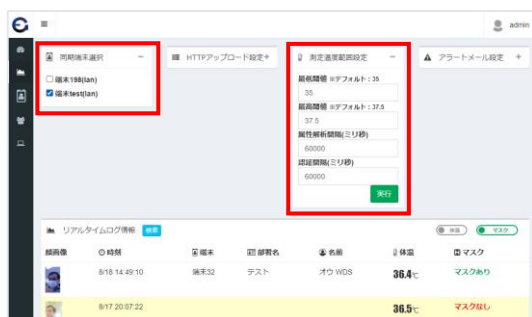 admin
同期端末選択 −
HTTPアップロード設定+
測定温度範囲設定 −
アラートメール設定 +
端末198(lan)
端末test(lan)
最低閾値 ※デフォルト:35
35
最高閾値 ※デフォルト:37.5
37.5
属性解析間隔(ミリ秒)
60000
認証間隔(ミリ秒)
60000
実行
リアルタイムログ情報 検索
体温 マスク
顔画像 時刻 端末 部署名 名前 体温 マスク
8/18 14:49:10 端末32 テスト オウ WDS 36.4℃ マスクあり
8/17 20:07:22 36.5℃ マスクなし